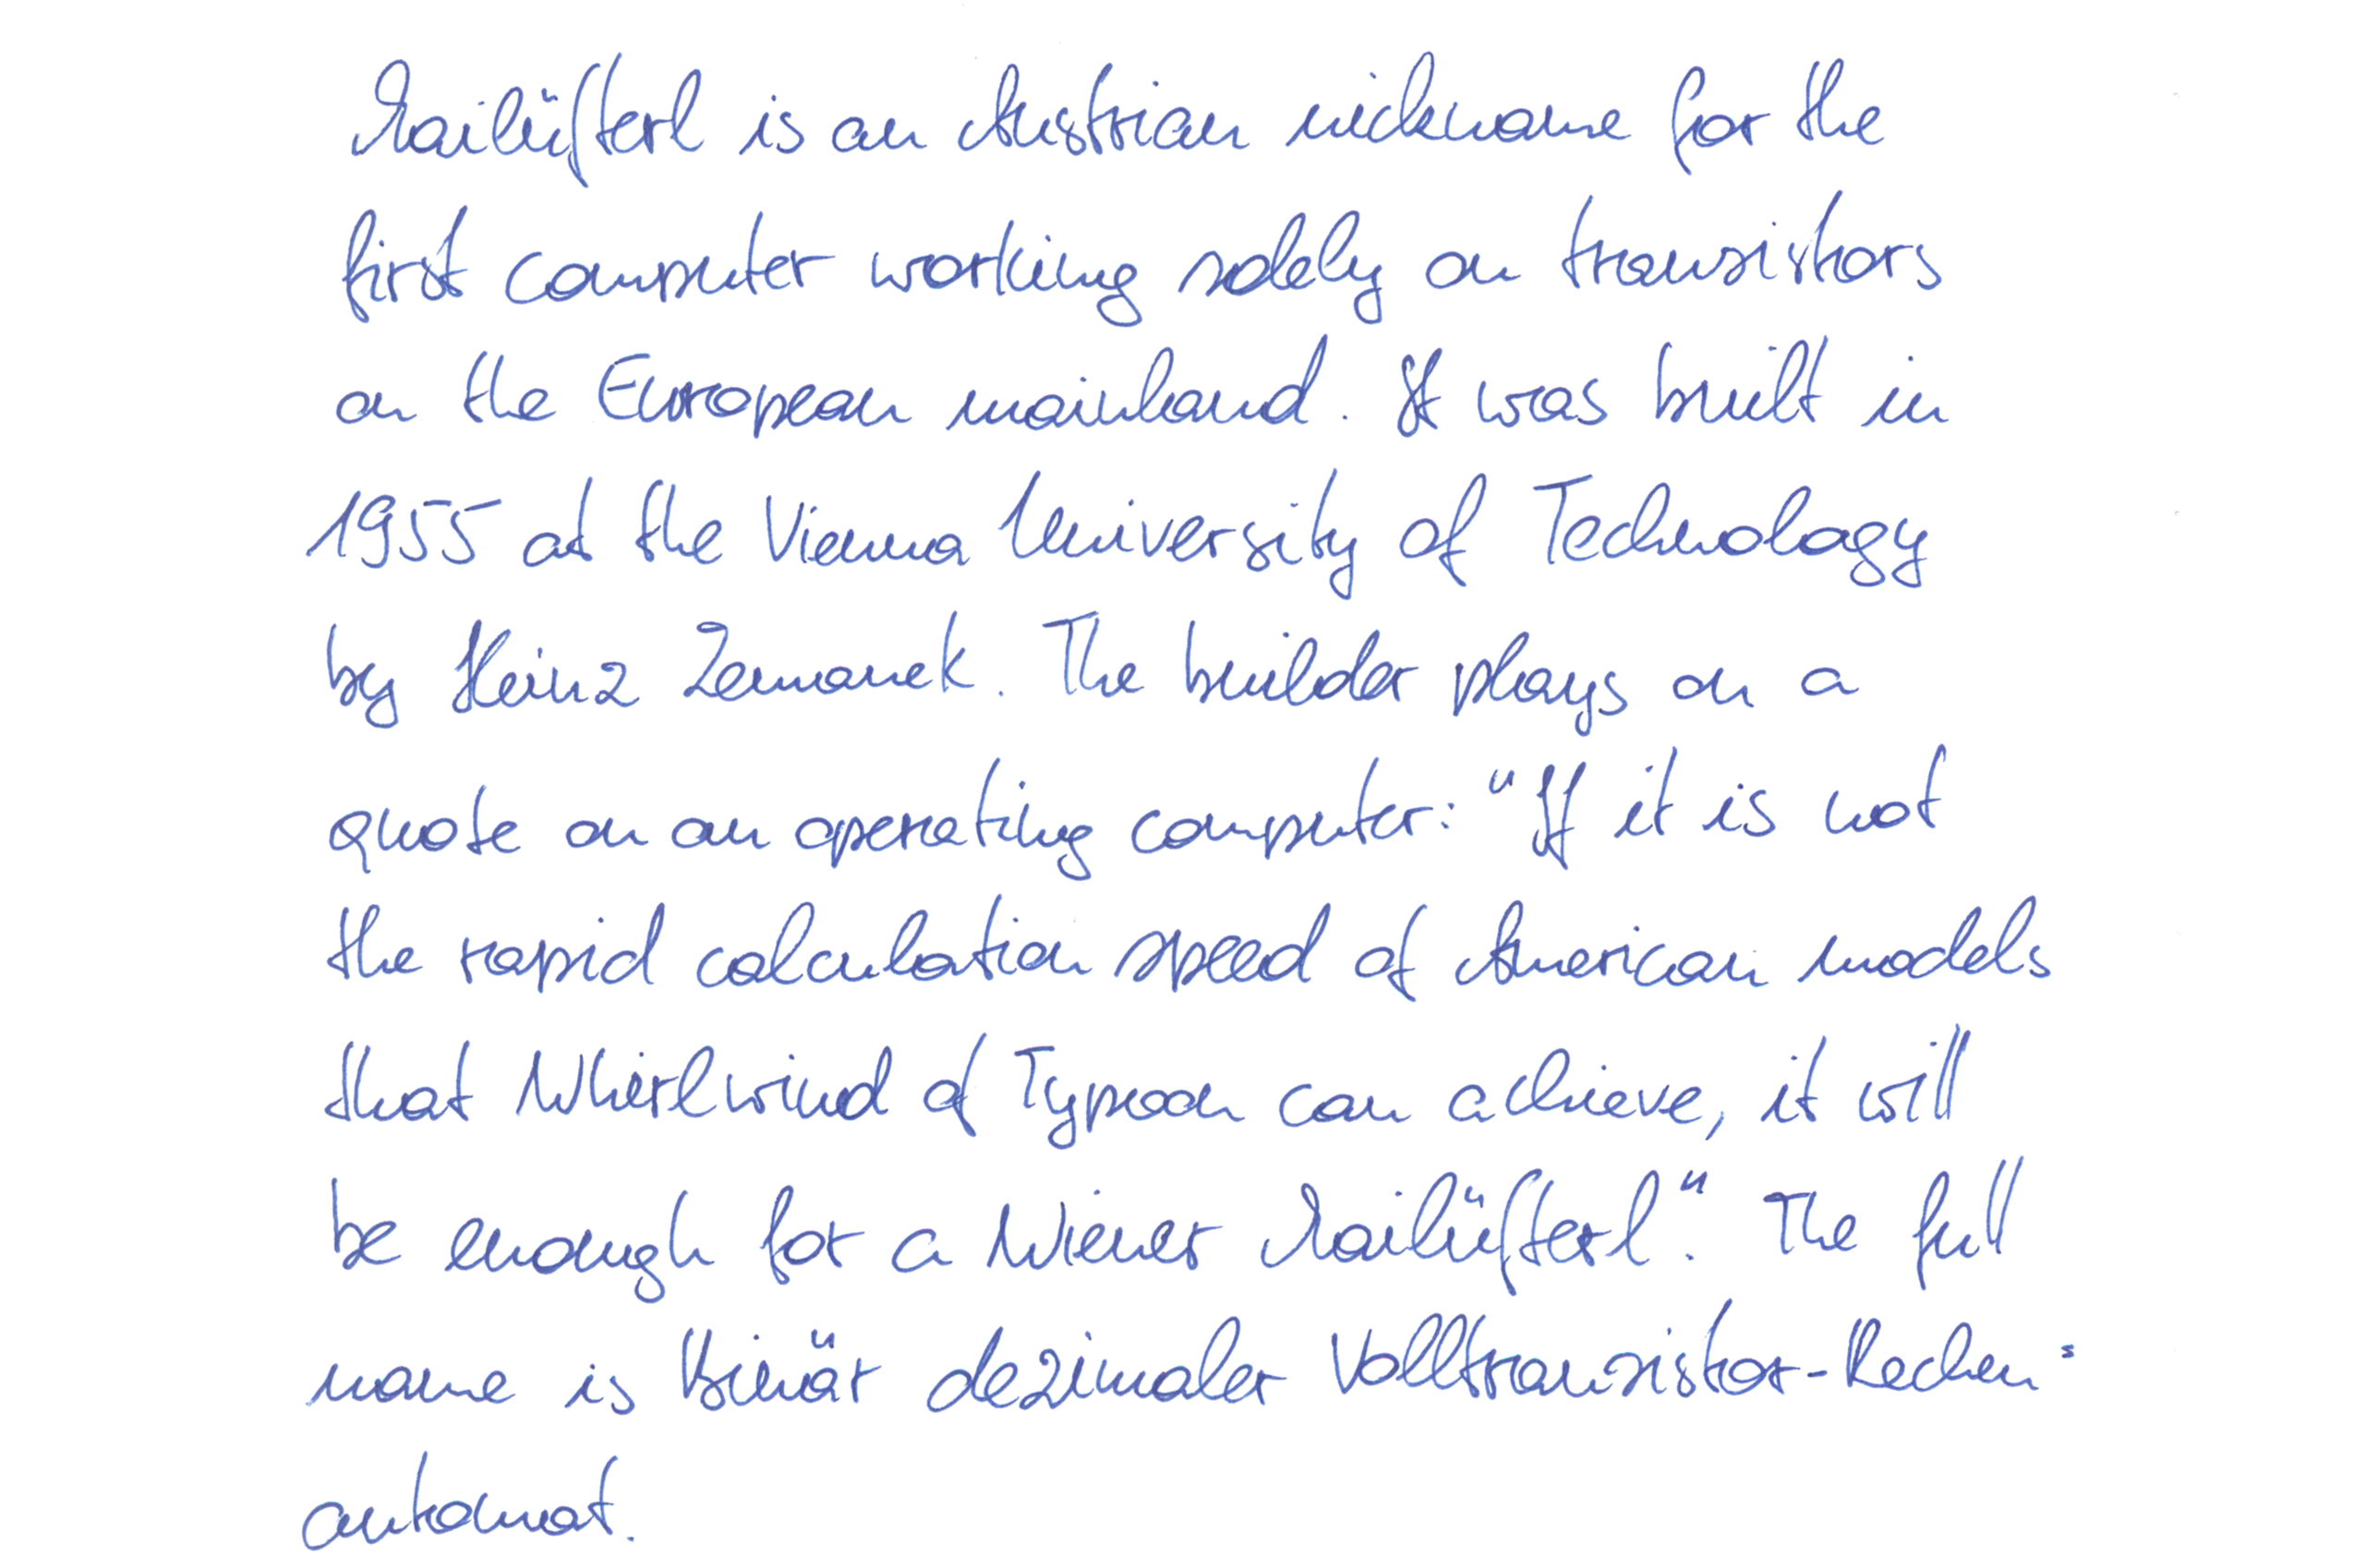 Mailüfterl is an Austrian nickname for the
first computer working solely on transistors
on the European mainland. It was built in
1955 at the Vienna University of Technology
by Heinz Zemanek. The builder plays on a
quote on an operating computer: "If it is not
the rapid calculation speed of American models
that Whirlwind of Typoon can achieve, it will
be enough for a Wiener Mailüfterl". The full
name is Binär dezimaler Volltransistor-Rechen=
automat.